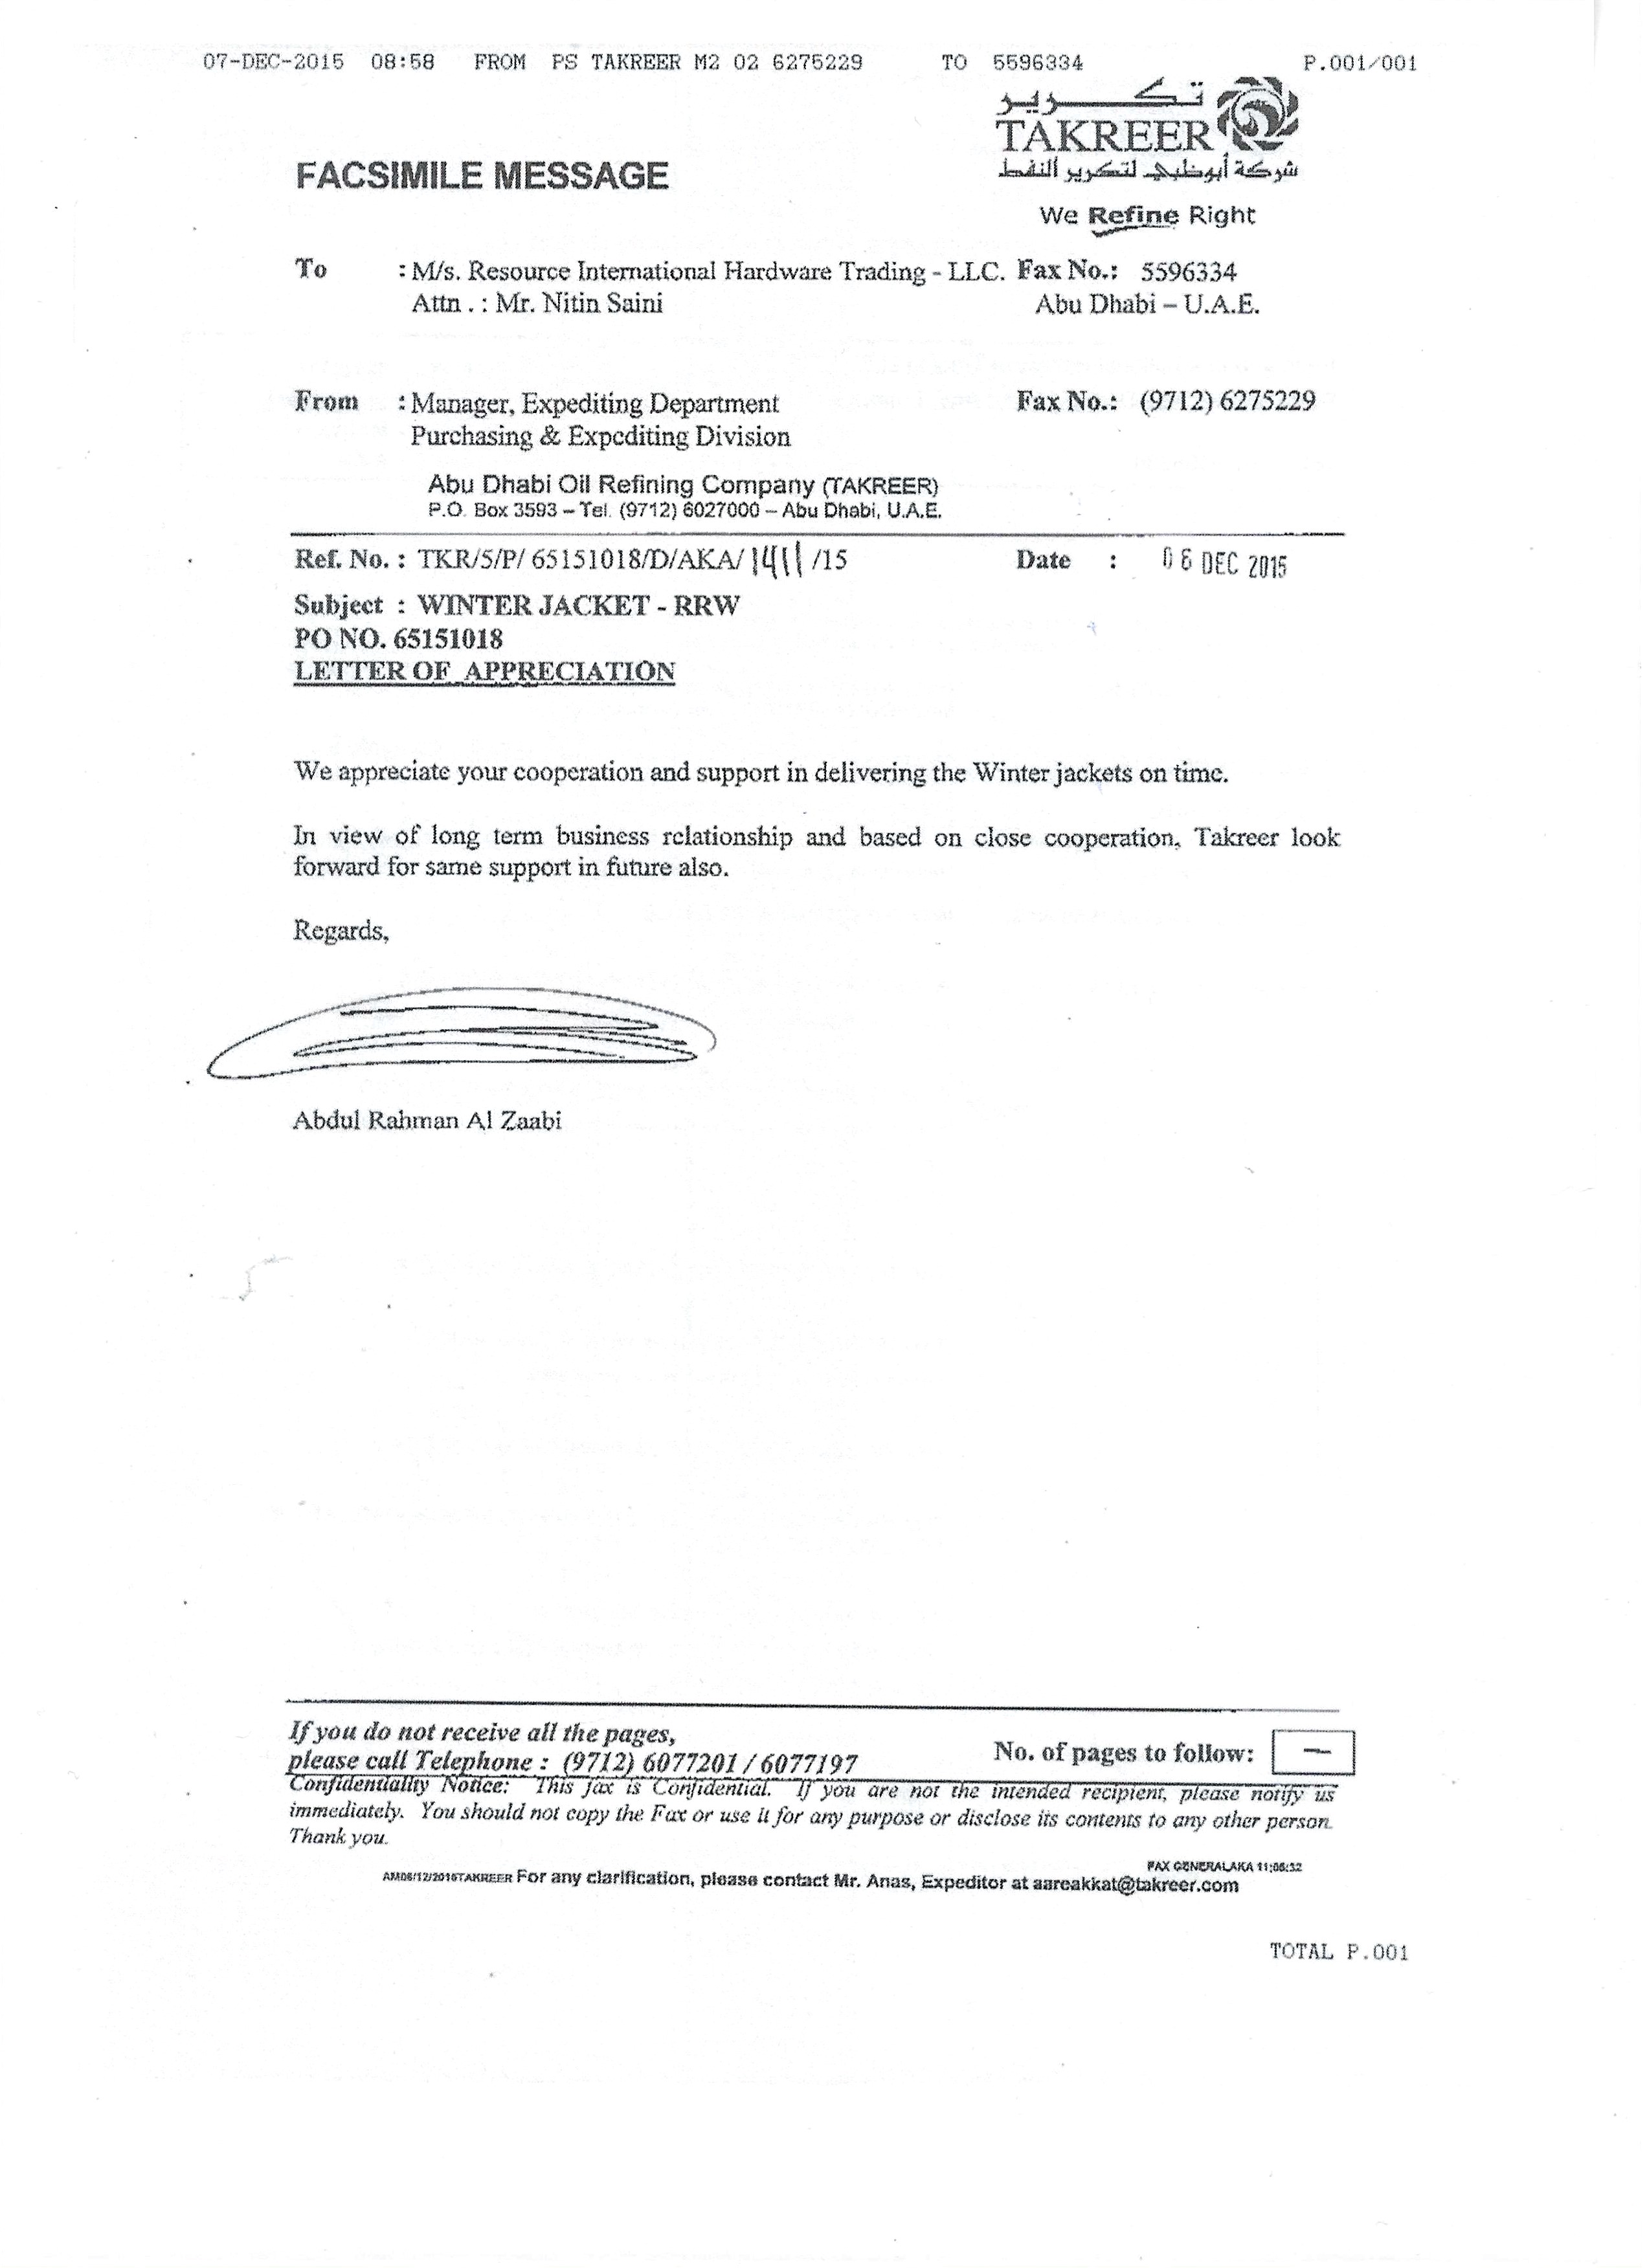 07-DEC-2015 08:58 FROM PS TAKREER M2 02 6275229 TO 5596334 P.001/001
تكرير
TAKREER
شركة أبوظبي لتكرير النفط
We Refine Right
FACSIMILE MESSAGE
To : M/s. Resource International Hardware Trading - LLC. Fax No.: 5596334
Attn . : Mr. Nitin Saini Abu Dhabi – U.A.E.
From : Manager, Expediting Department Fax No.: (9712) 6275229
Purchasing & Expediting Division
Abu Dhabi Oil Refining Company (TAKREER)
P.O. Box 3593 – Tel. (9712) 6027000 – Abu Dhabi, U.A.E.
Ref. No. : TKR/5/P/ 65151018/D/AKA/ 1411 /15 Date : 06 DEC 2015
Subject : WINTER JACKET - RRW
PO NO. 65151018
LETTER OF APPRECIATION
We appreciate your cooperation and support in delivering the Winter jackets on time.
In view of long term business relationship and based on close cooperation, Takreer look
forward for same support in future also.
Regards,
Abdul Rahman Al Zaabi
If you do not receive all the pages,
please call Telephone : (9712) 6077201 / 6077197 No. of pages to follow: —
Confidentiality Notice: This fax is Confidential. If you are not the intended recipient, please notify us
immediately. You should not copy the Fax or use it for any purpose or disclose its contents to any other person.
Thank you.
FAX GENERALAKA 11:06:32
TAKREER For any clarification, please contact Mr. Anas, Expeditor at aareakkat@takreer.com
TOTAL P.001